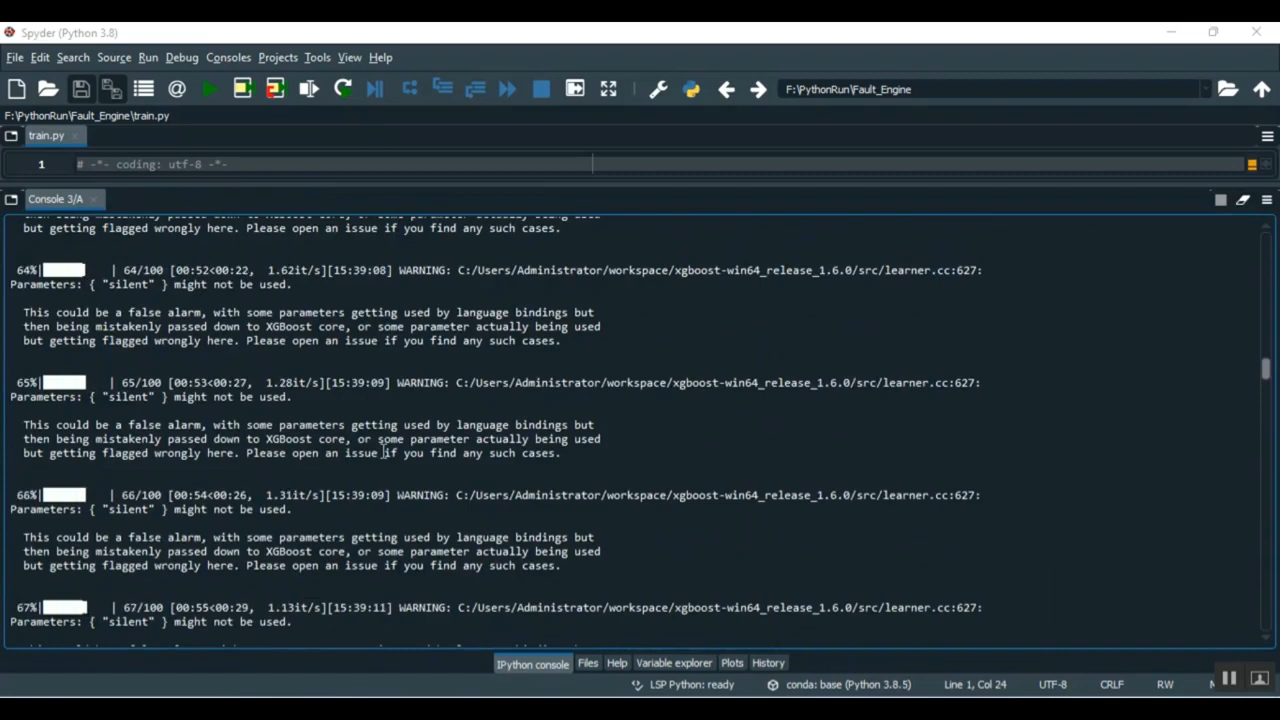 Spyder (Python 3.8)
File Edit Search Source Run Debug Consoles Projects Tools View Help
F:\PythonRun\Fault_Engine
F:\PythonRun\Fault_Engine\train.py
train.py
1 # -*- coding: utf-8 -*-
Console 3/A
then being mistakenly passed down to XGBoost core, or some parameter actually being used
but getting flagged wrongly here. Please open an issue if you find any such cases.
64%| | 64/100 [00:52<00:22, 1.62it/s][15:39:08] WARNING: C:/Users/Administrator/workspace/xgboost-win64_release_1.6.0/src/learner.cc:627:
Parameters: { "silent" } might not be used.
This could be a false alarm, with some parameters getting used by language bindings but
then being mistakenly passed down to XGBoost core, or some parameter actually being used
but getting flagged wrongly here. Please open an issue if you find any such cases.
65%| | 65/100 [00:53<00:27, 1.28it/s][15:39:09] WARNING: C:/Users/Administrator/workspace/xgboost-win64_release_1.6.0/src/learner.cc:627:
Parameters: { "silent" } might not be used.
This could be a false alarm, with some parameters getting used by language bindings but
then being mistakenly passed down to XGBoost core, or some parameter actually being used
but getting flagged wrongly here. Please open an issue if you find any such cases.
66%| | 66/100 [00:54<00:26, 1.31it/s][15:39:09] WARNING: C:/Users/Administrator/workspace/xgboost-win64_release_1.6.0/src/learner.cc:627:
Parameters: { "silent" } might not be used.
This could be a false alarm, with some parameters getting used by language bindings but
then being mistakenly passed down to XGBoost core, or some parameter actually being used
but getting flagged wrongly here. Please open an issue if you find any such cases.
67%| | 67/100 [00:55<00:29, 1.13it/s][15:39:11] WARNING: C:/Users/Administrator/workspace/xgboost-win64_release_1.6.0/src/learner.cc:627:
Parameters: { "silent" } might not be used.
IPython console Files Help Variable explorer Plots History
LSP Python: ready conda: base (Python 3.8.5) Line 1, Col 24 UTF-8 CRLF RW